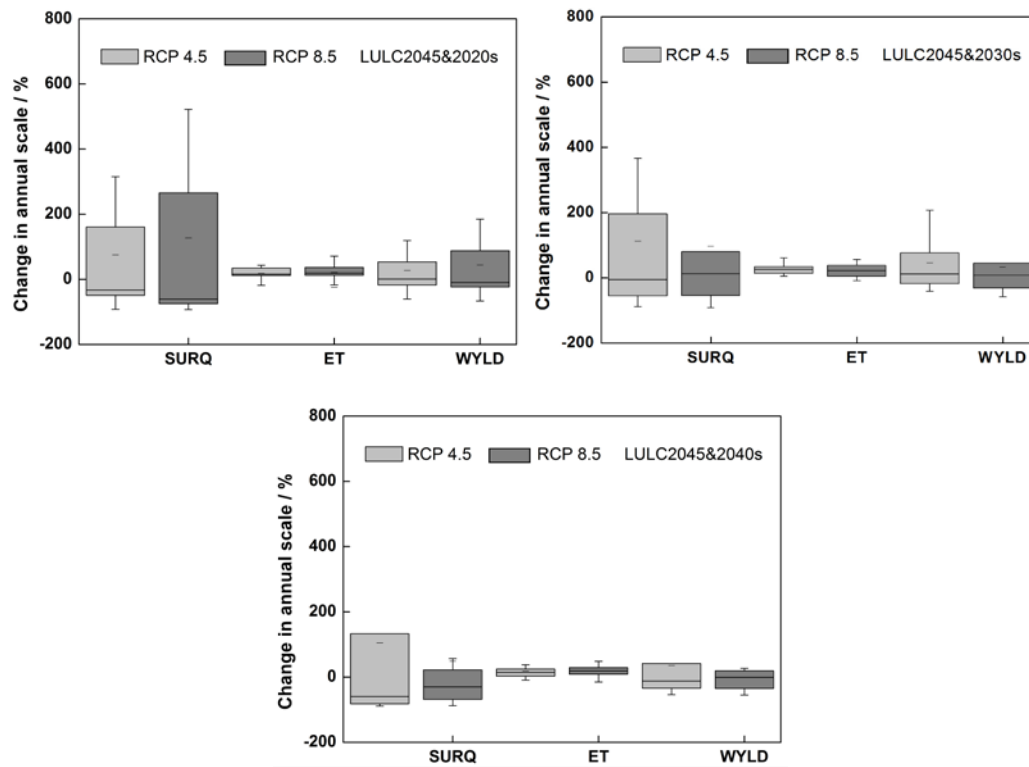 800
600
400
200
0
-200
Change in annual scale / %
RCP 4.5 RCP 8.5 LULC2045&2020s
SURQ ET WYLD
800
600
400
200
0
-200
Change in annual scale / %
RCP 4.5 RCP 8.5 LULC2045&2030s
SURQ ET WYLD
800
600
400
200
0
-200
Change in annual scale / %
RCP 4.5 RCP 8.5 LULC2045&2040s
SURQ ET WYLD